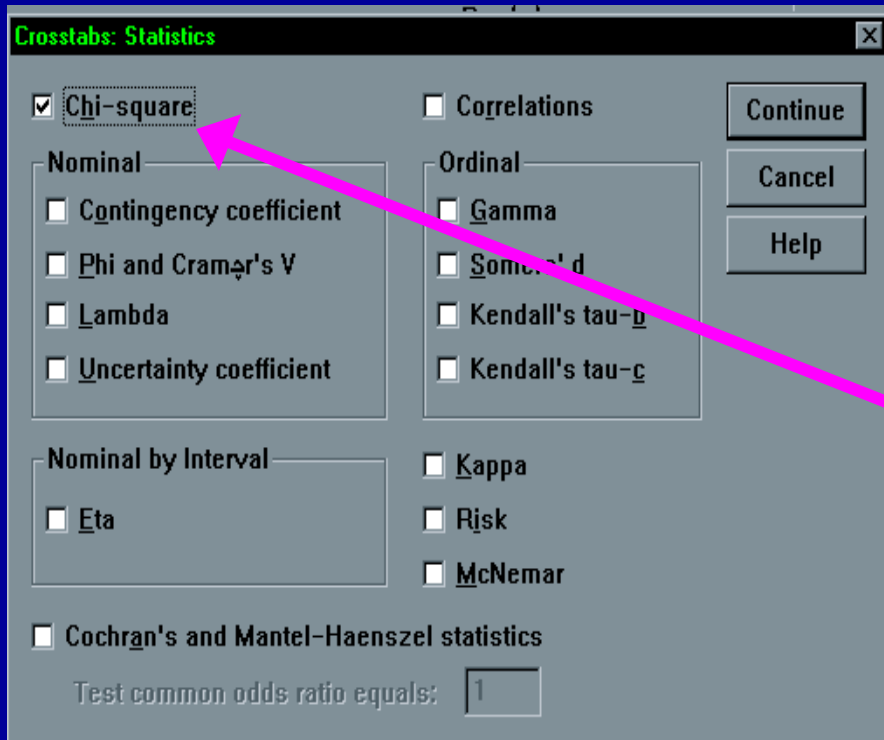 Crosstabs: Statistics
Chi-square
Correlations
Continue
Nominal
Ordinal
Cancel
Contingency coefficient
Gamma
Help
Phi and Cramer's V
Somers' d
Lambda
Kendall's tau-b
Uncertainty coefficient
Kendall's tau-c
Nominal by Interval
Kappa
Eta
Risk
McNemar
Cochran's and Mantel-Haenszel statistics
Test common odds ratio equals: 1